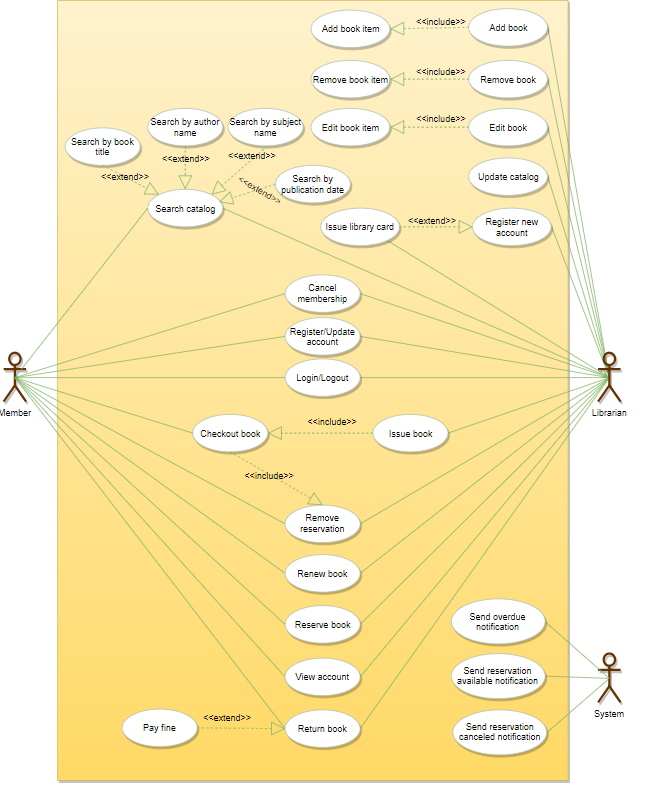 Add book item
<<include>>
Add book
Remove book item
<<include>>
Remove book
Search by author
name
Search by subject
name
Edit book item
<<include>>
Edit book
Search by book
title
<<extend>>
<<extend>>
<<extend>>
<<extend>>
Search by
publication date
Update catalog
Search catalog
Issue library card
<<extend>>
Register new
account
Cancel
membership
Register/Update
account
Login/Logout
Member
Librarian
Checkout book
<<include>>
Issue book
<<include>>
Remove
reservation
Renew book
Reserve book
Send overdue
notification
View account
Send reservation
available notification
System
Pay fine
<<extend>>
Return book
Send reservation
canceled notification